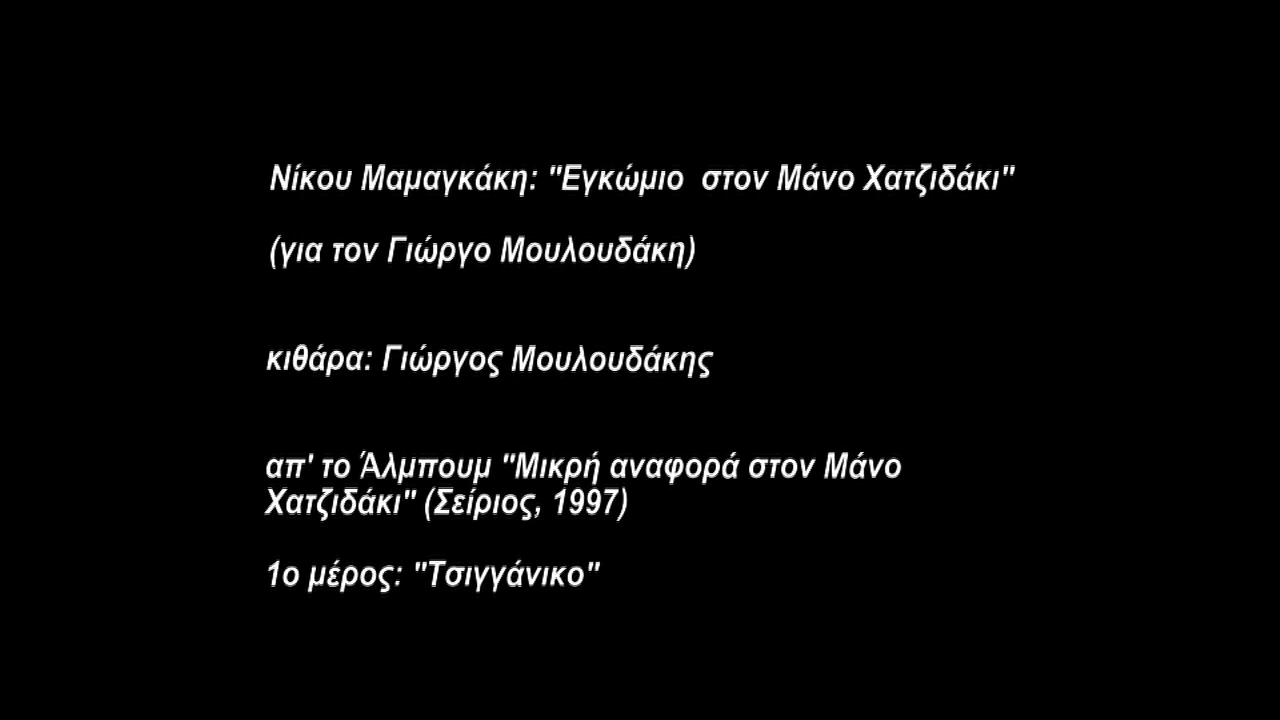 Νίκου Μαμαγκάκη: "Εγκώμιο  στον Μάνο Χατζιδάκι"
(για τον Γιώργο Μουλουδάκη)
κιθάρα: Γιώργος Μουλουδάκης
απ' το Άλμπουμ "Μικρή αναφορά στον Μάνο
Χατζιδάκι" (Σείριος, 1997)
1ο μέρος: "Τσιγγάνικο"